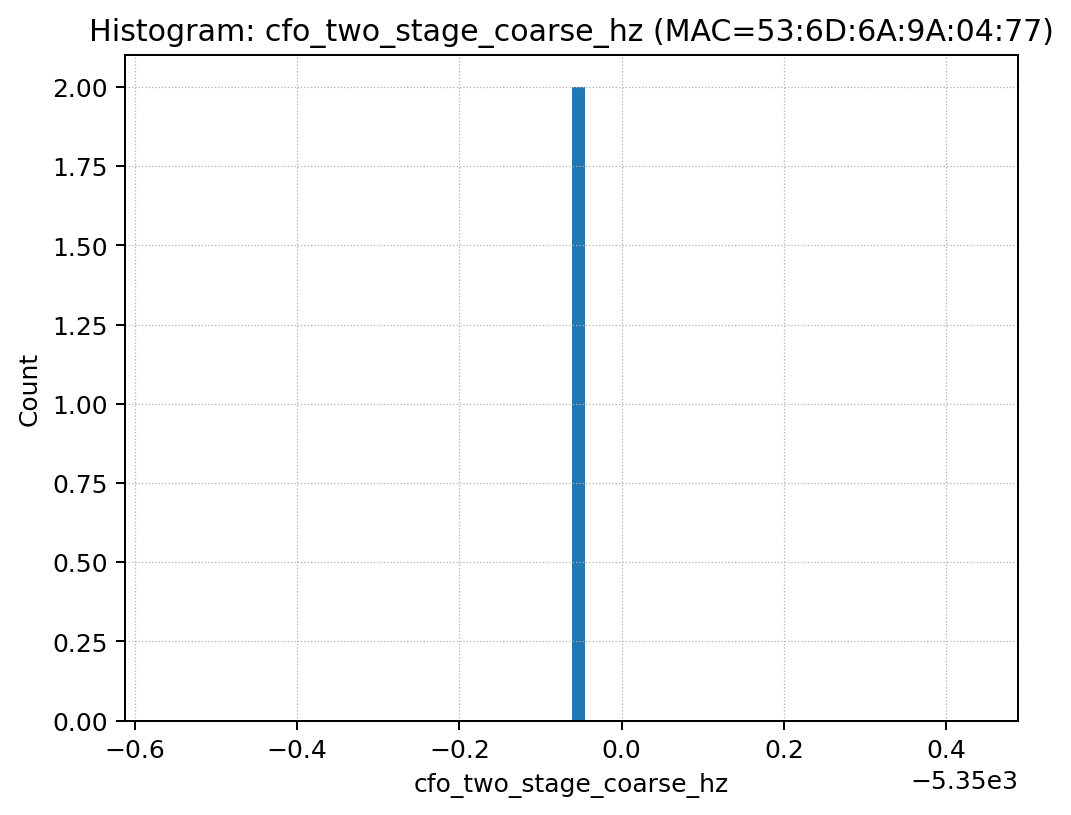 Histogram: cfo_two_stage_coarse_hz (MAC=53:6D:6A:9A:04:77)
2.00
1.75
1.50
1.25
1.00
0.75
0.50
0.25
0.00
Count
−0.6 −0.4 −0.2 0.0 0.2 0.4
cfo_two_stage_coarse_hz
−5.35e3